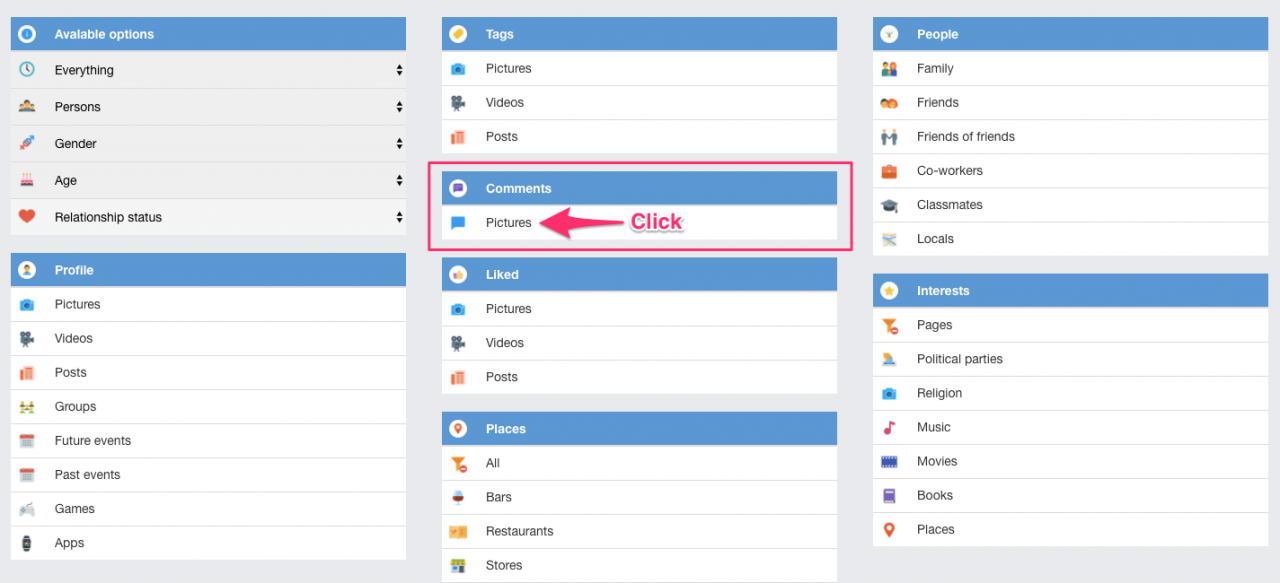 Avalable options
Everything
Persons
Gender
Age
Relationship status
Profile
Pictures
Videos
Posts
Groups
Future events
Past events
Games
Apps
Tags
Pictures
Videos
Posts
Comments
Pictures
Click
Liked
Pictures
Videos
Posts
Places
All
Bars
Restaurants
Stores
People
Family
Friends
Friends of friends
Co-workers
Classmates
Locals
Interests
Pages
Political parties
Religion
Music
Movies
Books
Places